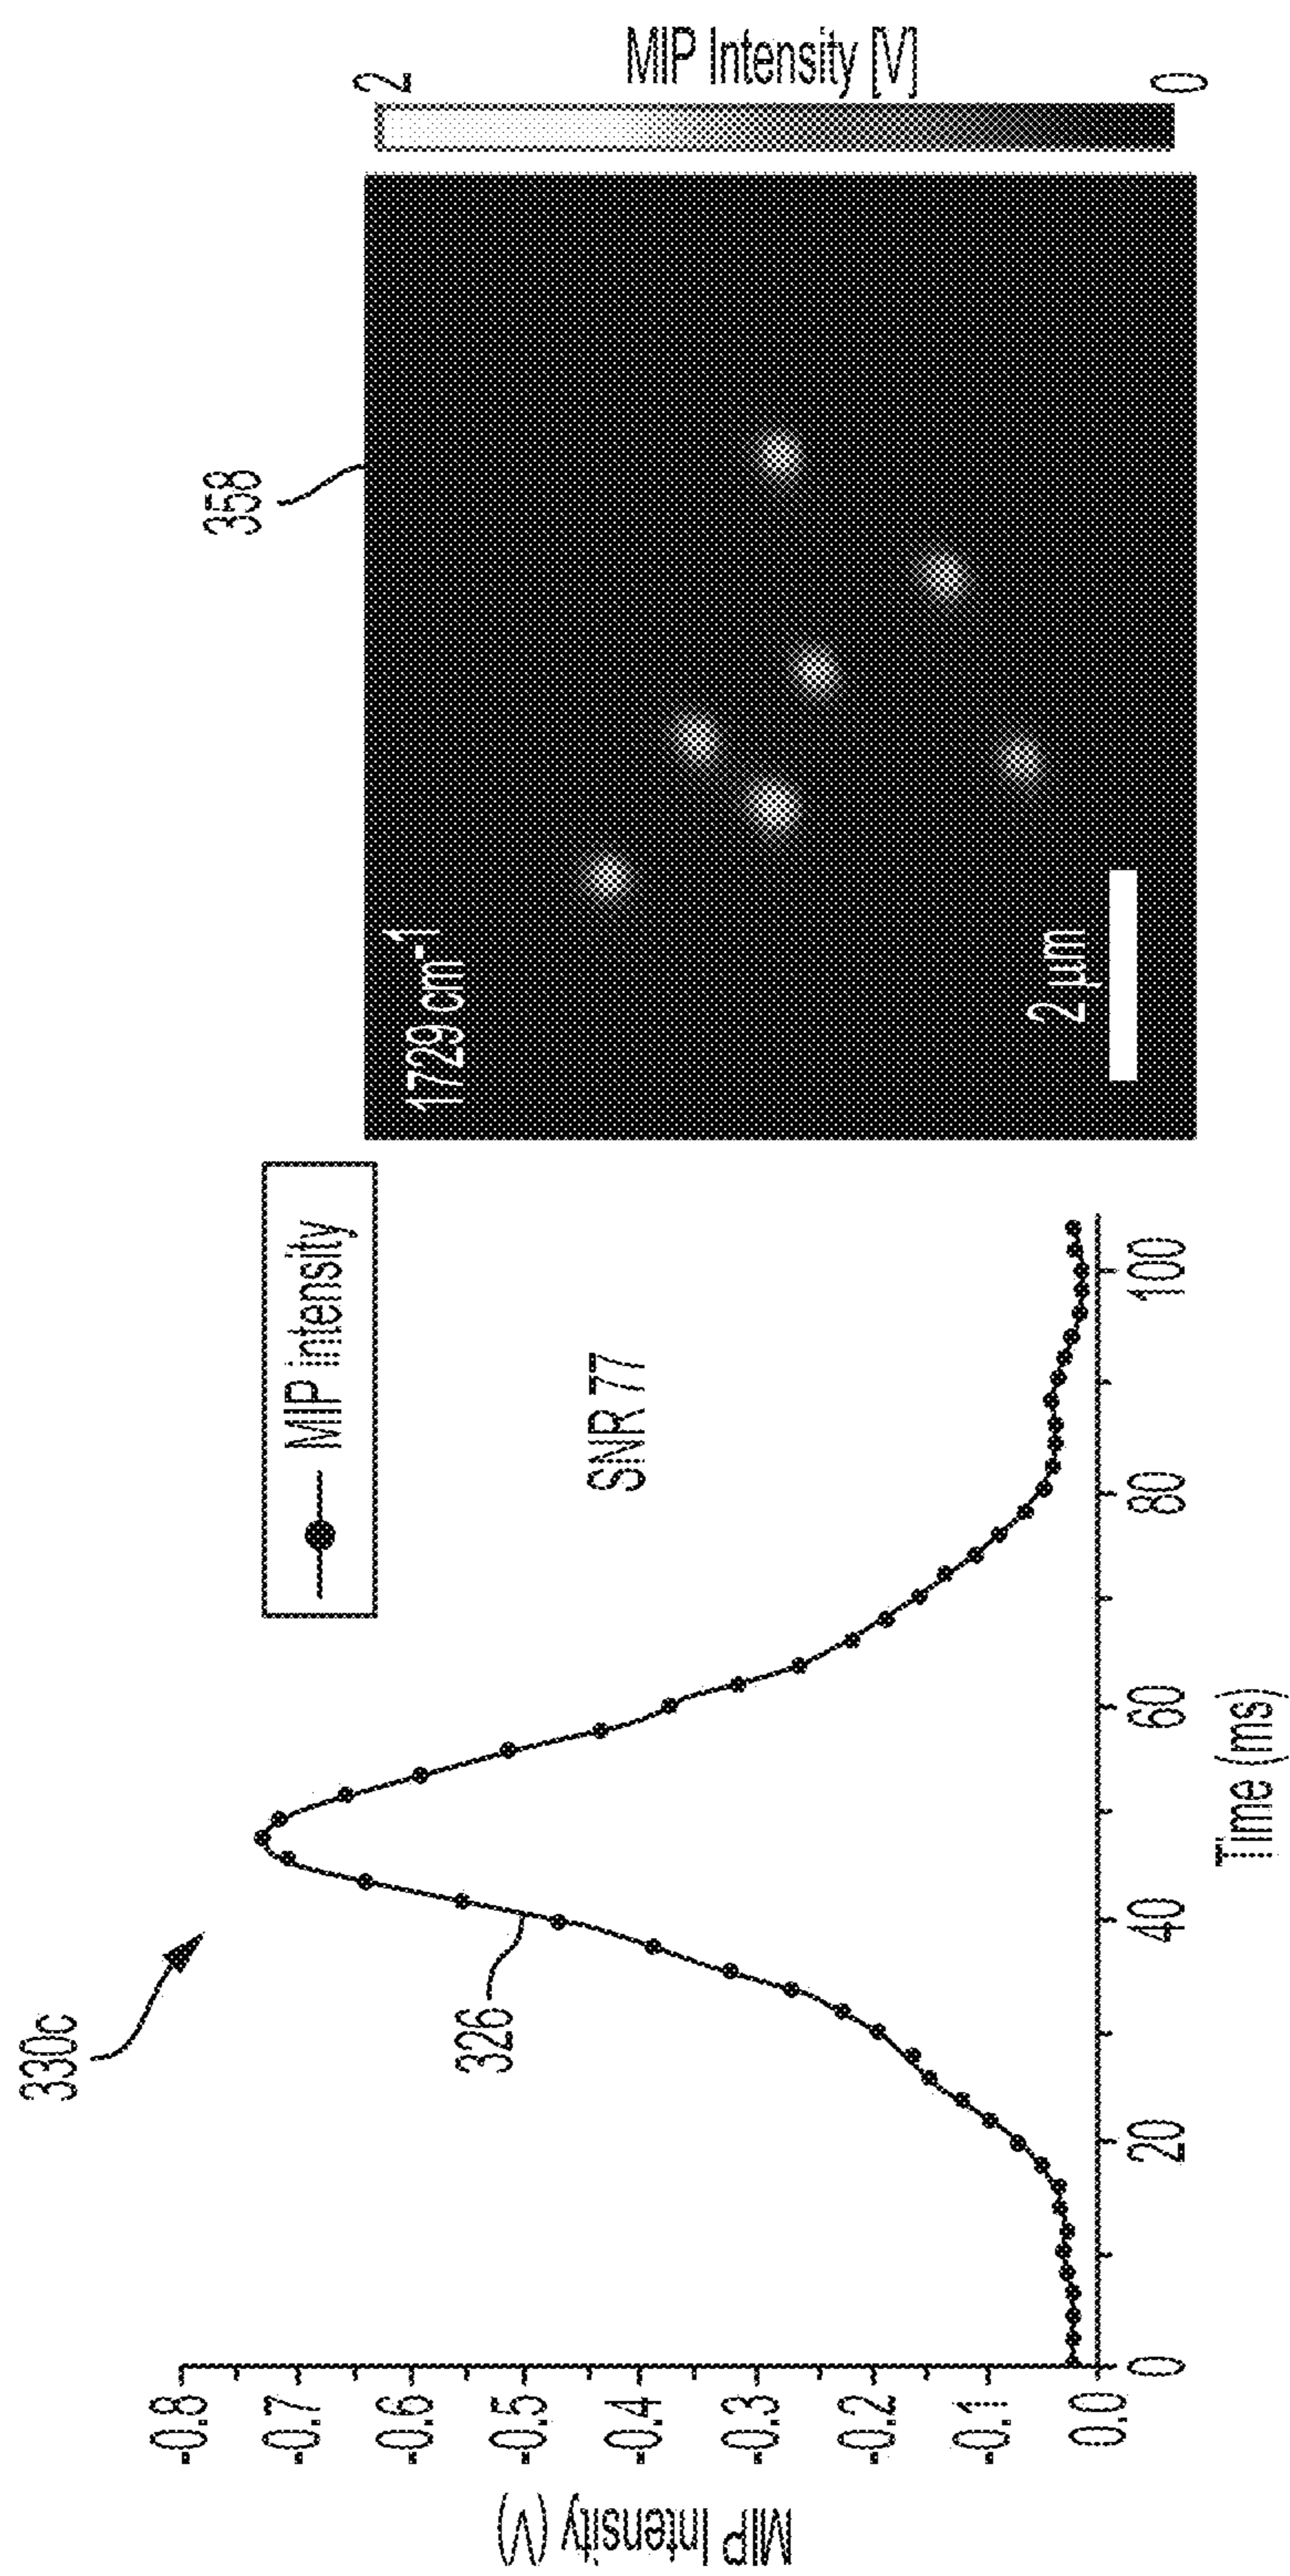 330c
MIP Intensity (V)
-0.8
-0.7
-0.6
-0.5
-0.4
-0.3
-0.2
-0.1
0.0
0
20
40
60
80
100
Time (ms)
326
MIP intensity
SNR 77
358
1729 cm⁻¹
2 µm
2
MIP Intensity [V]
0